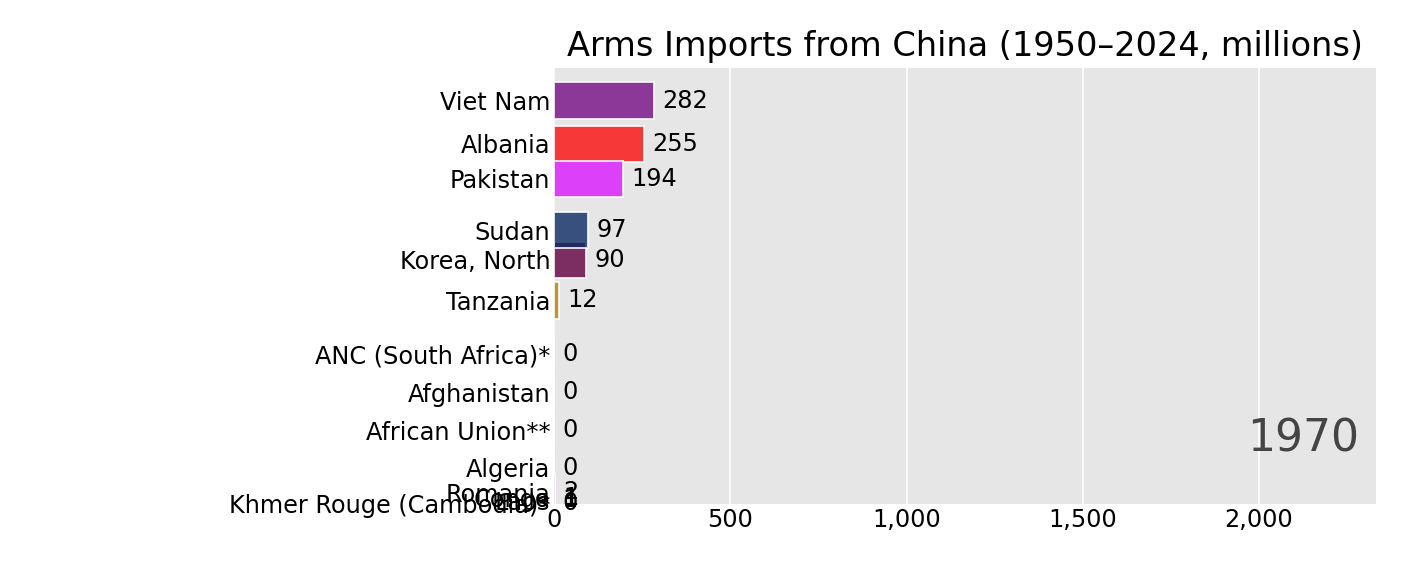 Arms Imports from China (1950–2024, millions)
Viet Nam 282
Albania 255
Pakistan 194
Sudan 97
Korea, North 90
Tanzania 12
ANC (South Africa)* 0
Afghanistan 0
African Union** 0
1970
Algeria 0
Romania
Khmer Rouge (Cambodia)*
0 500 1,000 1,500 2,000